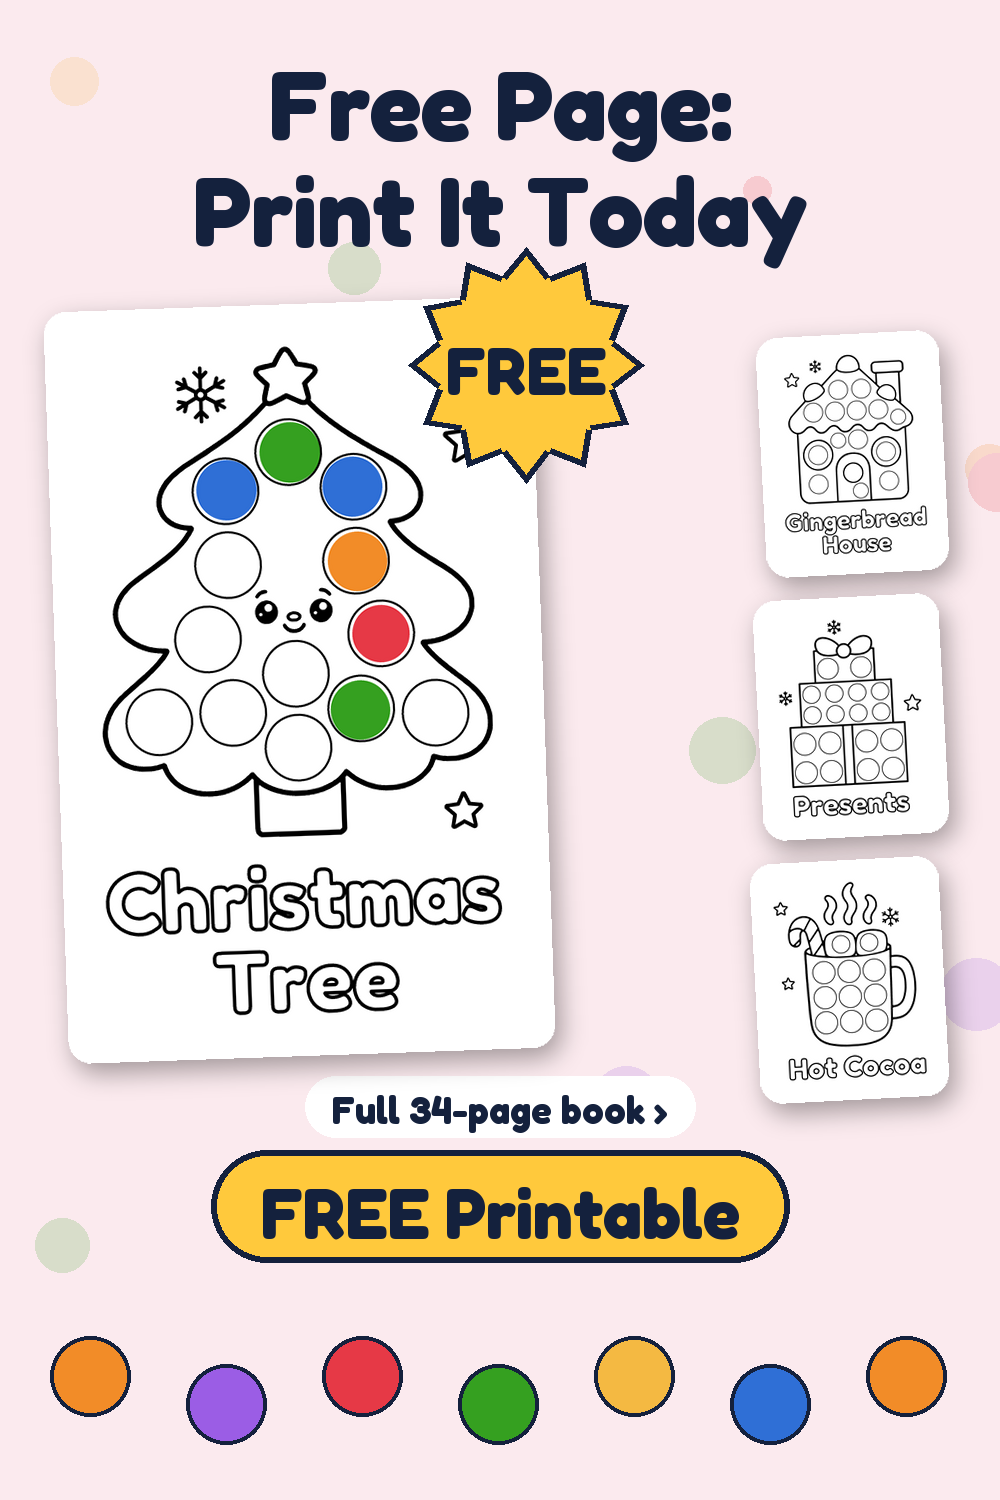 Free Page:
Print It Today
FREE
Christmas
Tree
Gingerbread
House
Presents
Hot Cocoa
Full 34-page book ›
FREE Printable